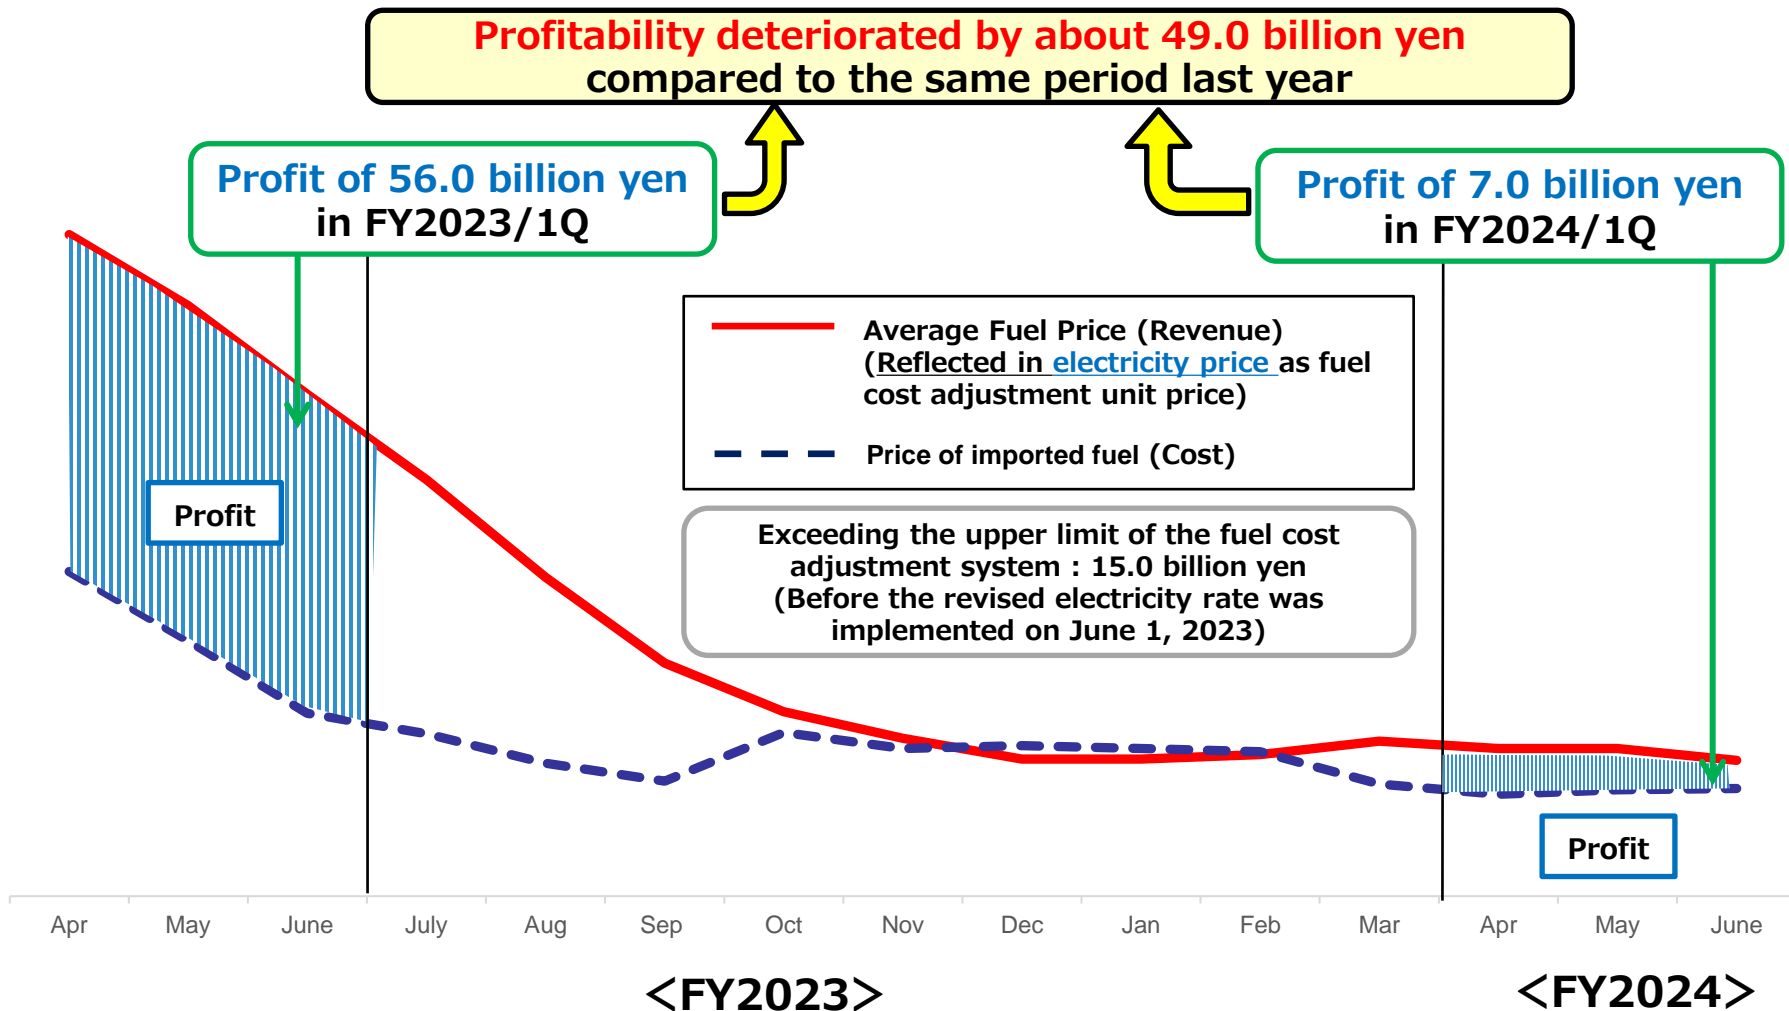 Profitability deteriorated by about 49.0 billion yen
compared to the same period last year
Profit of 56.0 billion yen
in FY2023/1Q
Profit of 7.0 billion yen
in FY2024/1Q
Average Fuel Price (Revenue)
(Reflected in electricity price as fuel
cost adjustment unit price)
Price of imported fuel (Cost)
Profit
Exceeding the upper limit of the fuel cost
adjustment system : 15.0 billion yen
(Before the revised electricity rate was
implemented on June 1, 2023)
Profit
Apr May June July Aug Sep Oct Nov Dec Jan Feb Mar Apr May June
<FY2023> <FY2024>